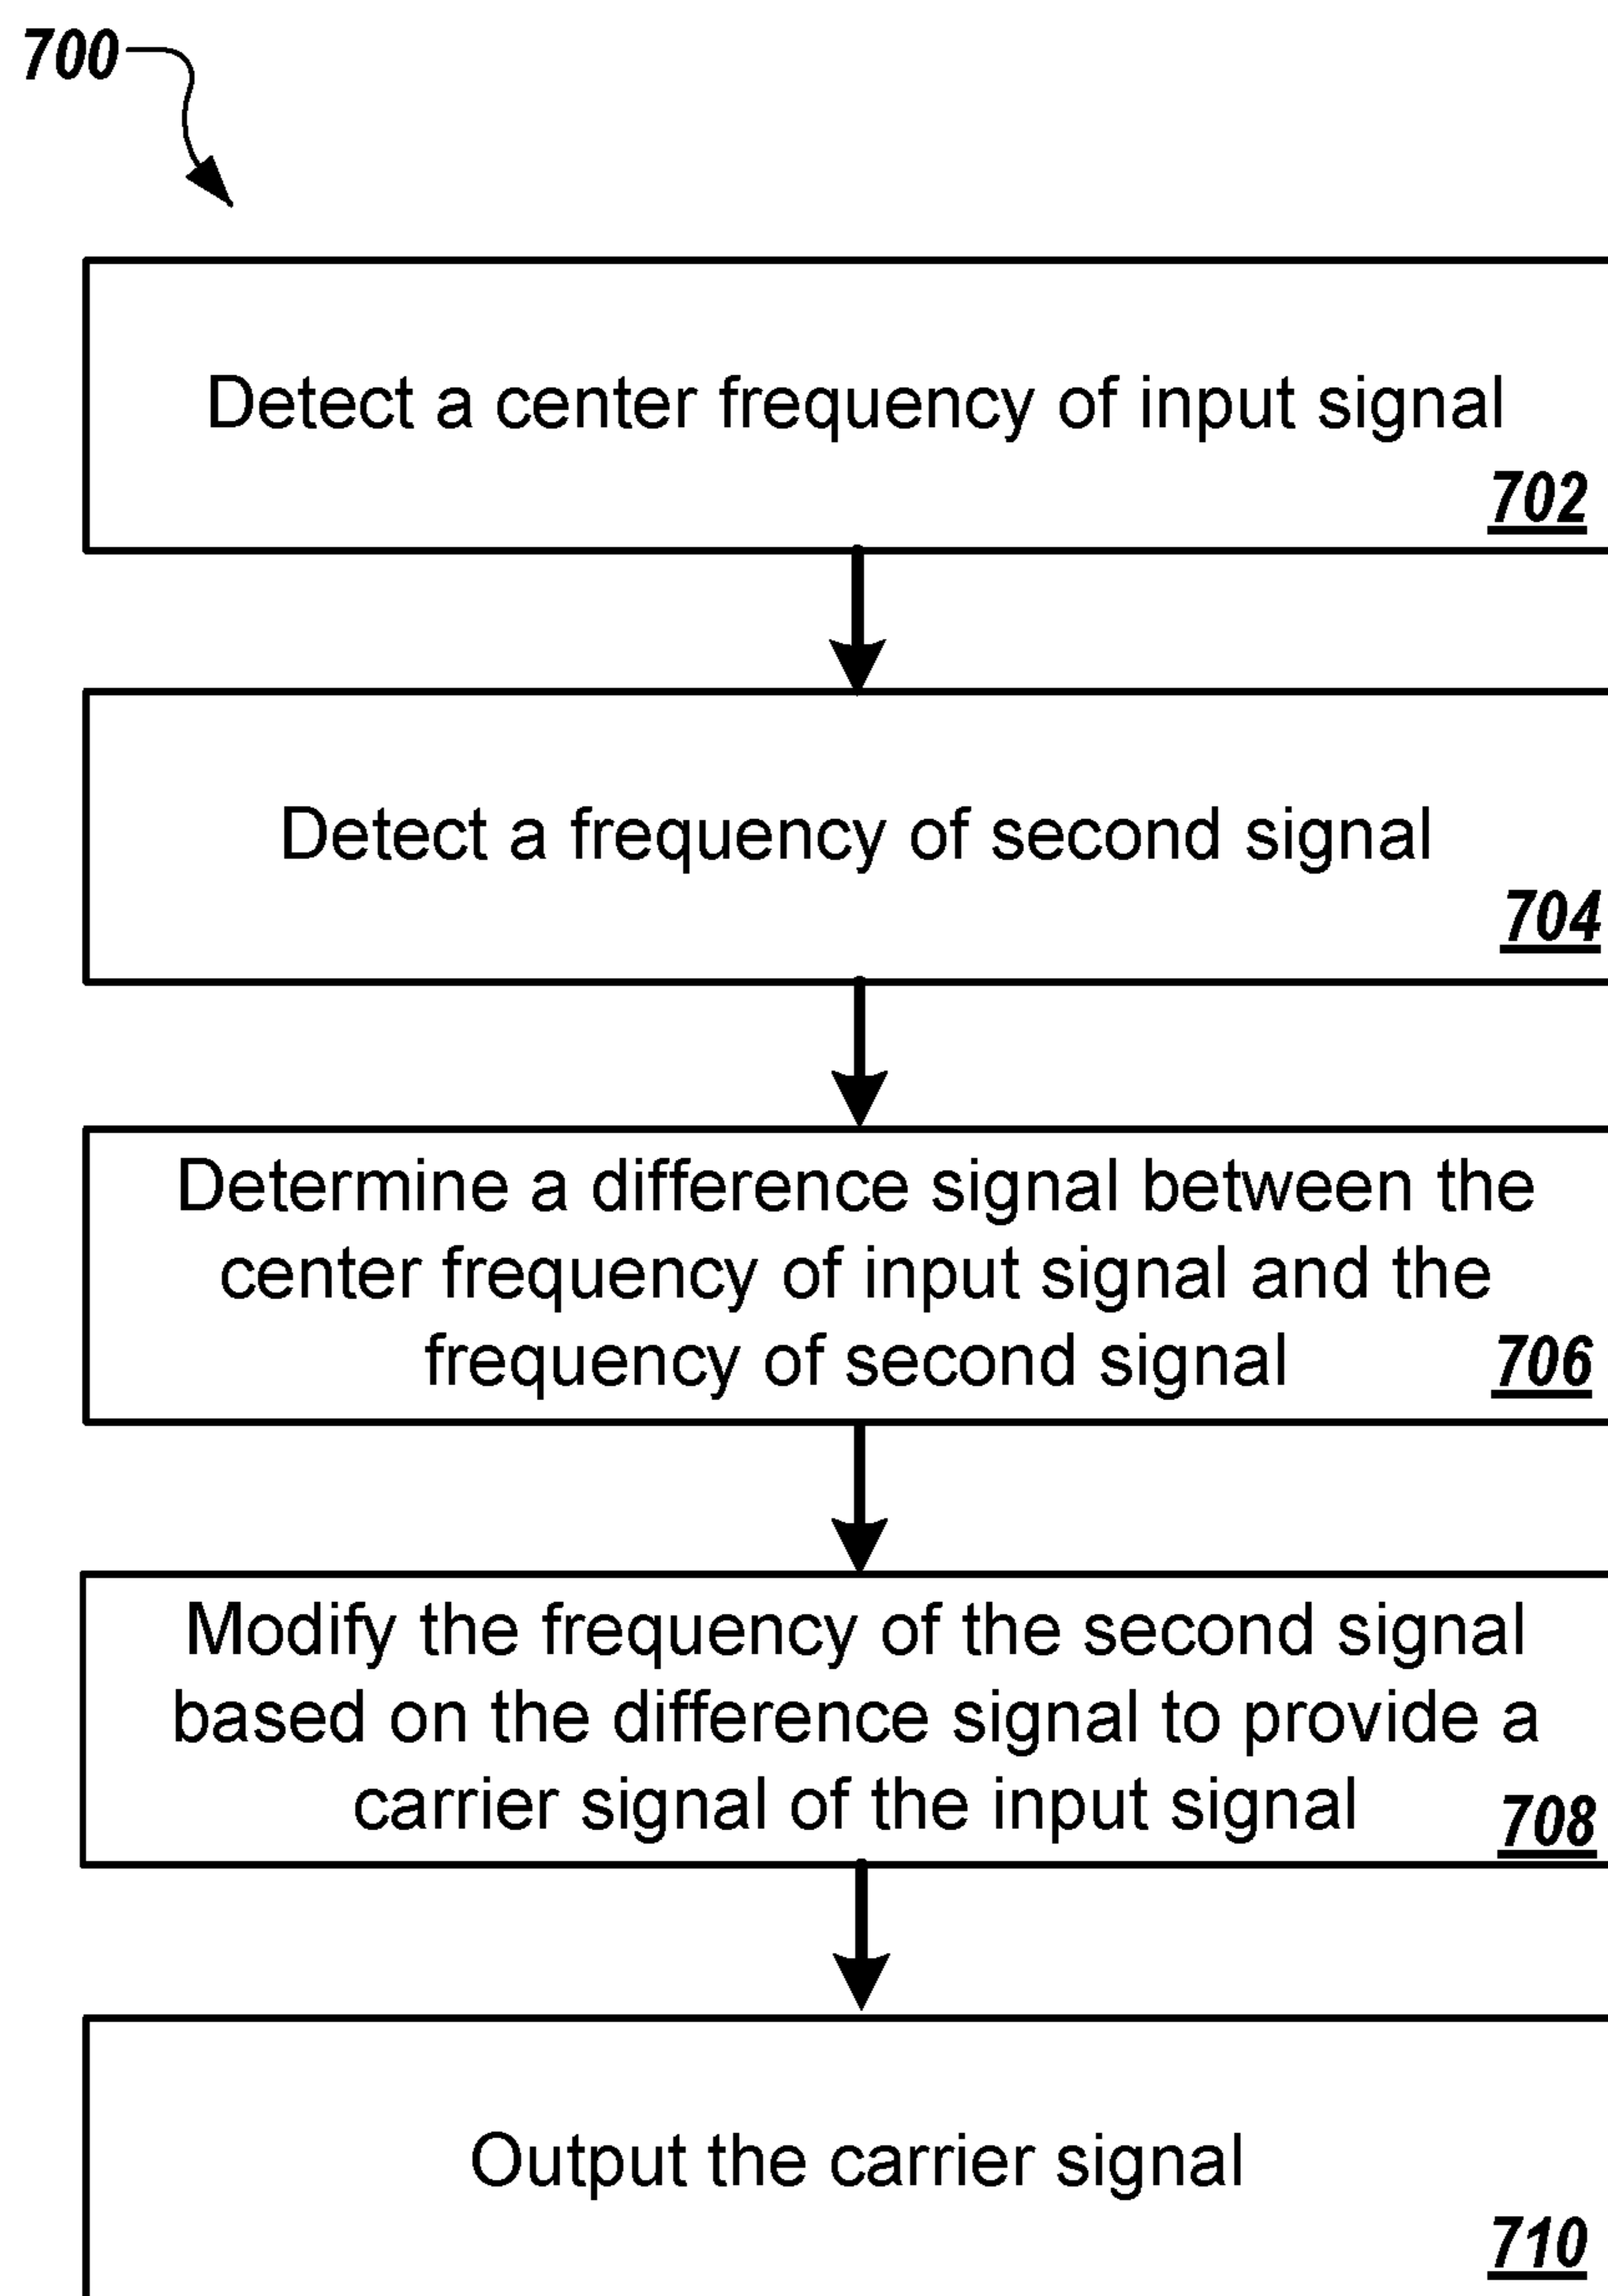 700
Detect a center frequency of input signal
702
Detect a frequency of second signal
704
Determine a difference signal between the
center frequency of input signal and the
frequency of second signal
706
Modify the frequency of the second signal
based on the difference signal to provide a
carrier signal of the input signal
708
Output the carrier signal
710